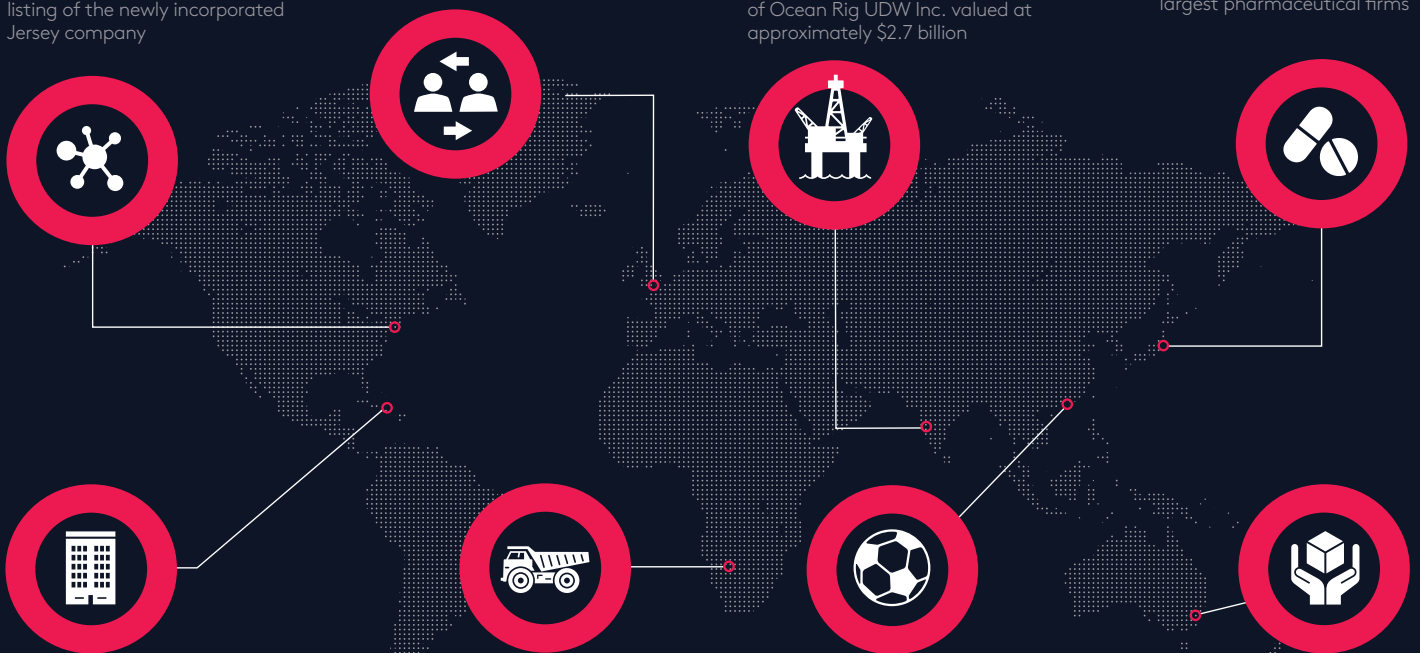 listing of the newly incorporated
Jersey company
of Ocean Rig UDW Inc. valued at
approximately $2.7 billion
largest pharmaceutical firms